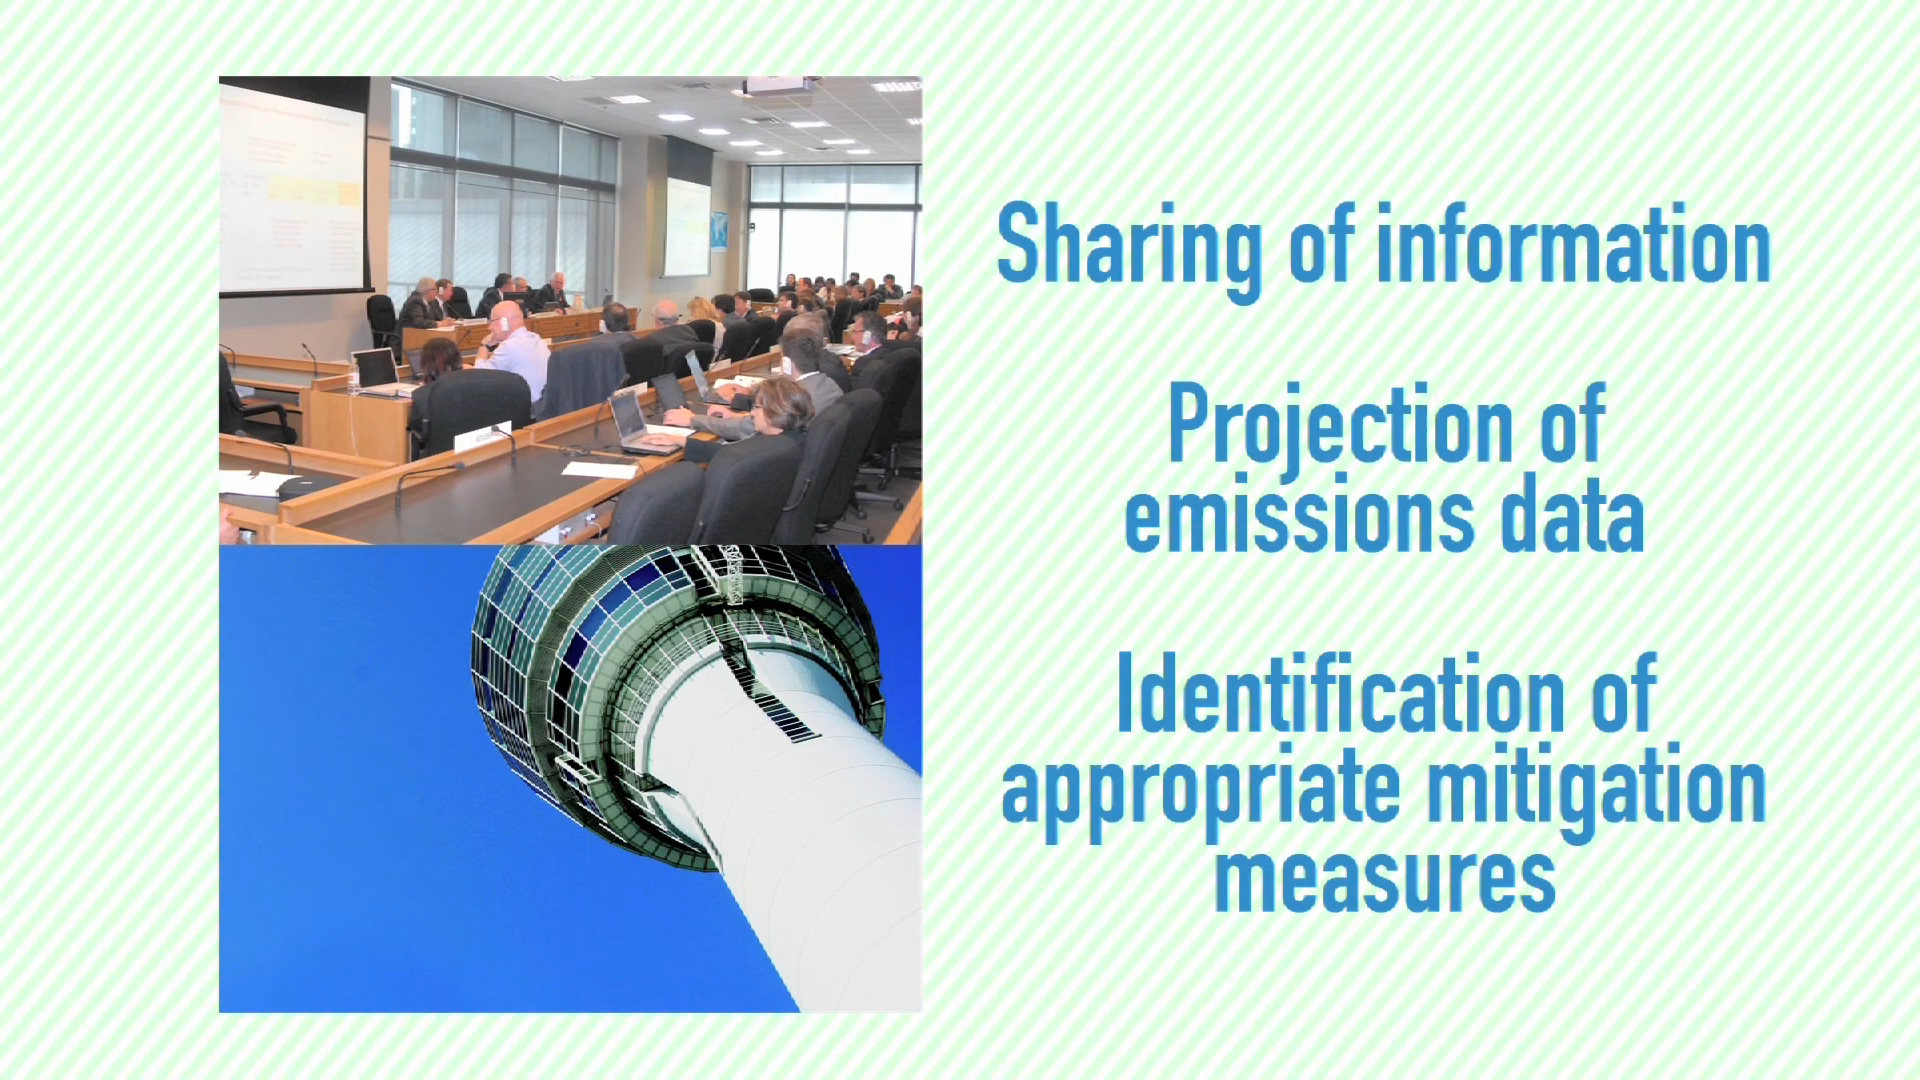 Sharing of information
Projection of
emissions data
Identification of
appropriate mitigation
measures